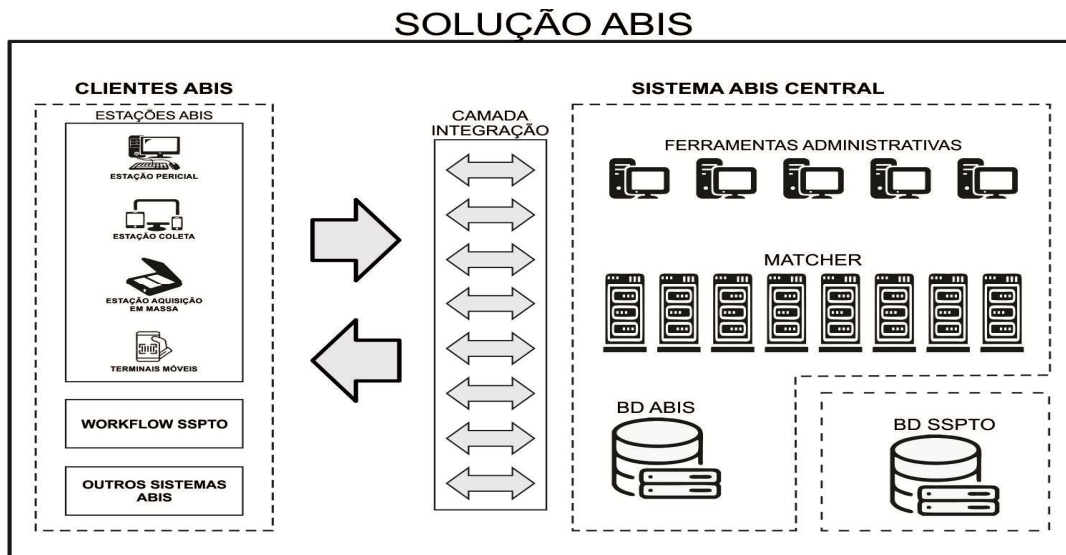 SOLUÇÃO ABIS
CLIENTES ABIS
ESTAÇÕES ABIS
ESTAÇÃO PERICIAL
ESTAÇÃO COLETA
ESTAÇÃO AQUISIÇÃO
EM MASSA
TERMINAIS MÓVEIS
WORKFLOW SSPTO
OUTROS SISTEMAS
ABIS
CAMADA
INTEGRAÇÃO
SISTEMA ABIS CENTRAL
FERRAMENTAS ADMINISTRATIVAS
MATCHER
BD ABIS
BD SSPTO